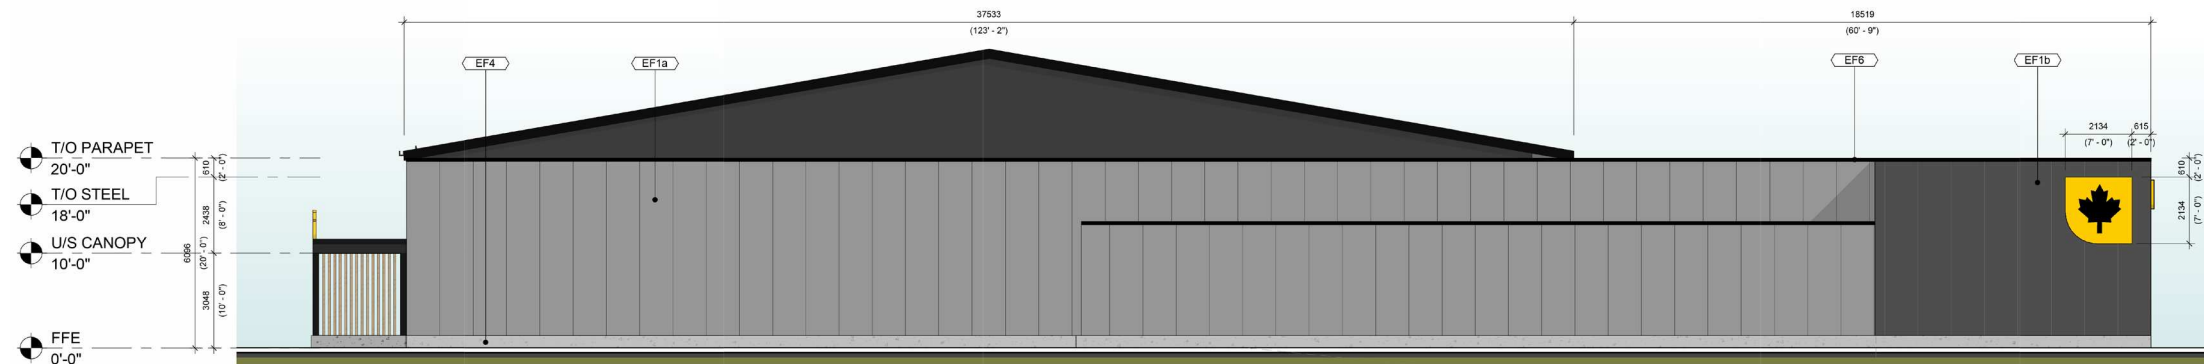 37533
(123' - 2")
18519
(60' - 9")
EF4
EF1a
EF6
EF1b
2134
(7' - 0")
615
(2' - 0")
T/O PARAPET
20'-0"
T/O STEEL
18'-0"
U/S CANOPY
10'-0"
FFE
0'-0"
6096
(20' - 0")
610
(2' - 0")
2438
(8' - 0")
3048
(10' - 0")
610
(2' - 0")
2134
(7' - 0")